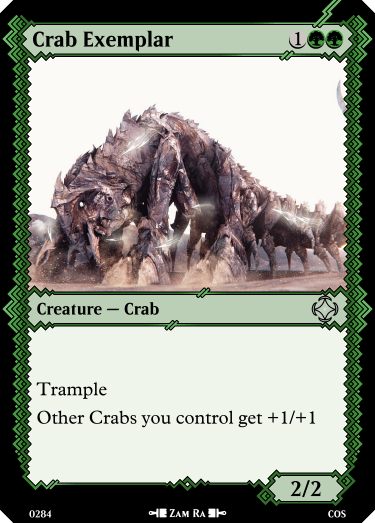 Crab Exemplar 1
Creature — Crab
Trample
Other Crabs you control get +1/+1
2/2
0284 Zam Ra COS